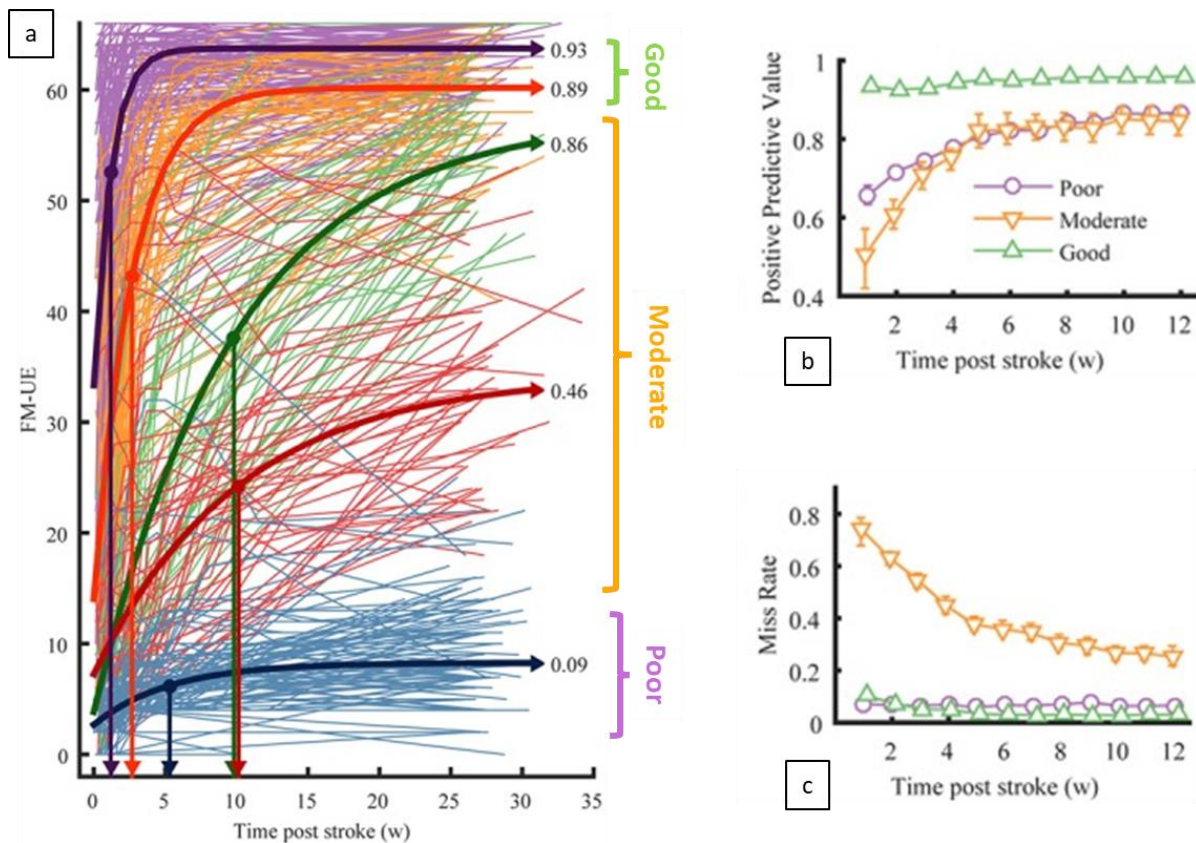 a
FM-UE
60
50
40
30
20
10
0
0 5 10 15 20 25 30 35
Time post stroke (w)
0.93
0.89
0.86
0.46
0.09
Good
Moderate
Poor
b
Positive Predictive Value
1
0.8
0.6
0.4
Poor
Moderate
Good
2 4 6 8 10 12
Time post stroke (w)
c
Miss Rate
0.8
0.6
0.4
0.2
0
2 4 6 8 10 12
Time post stroke (w)